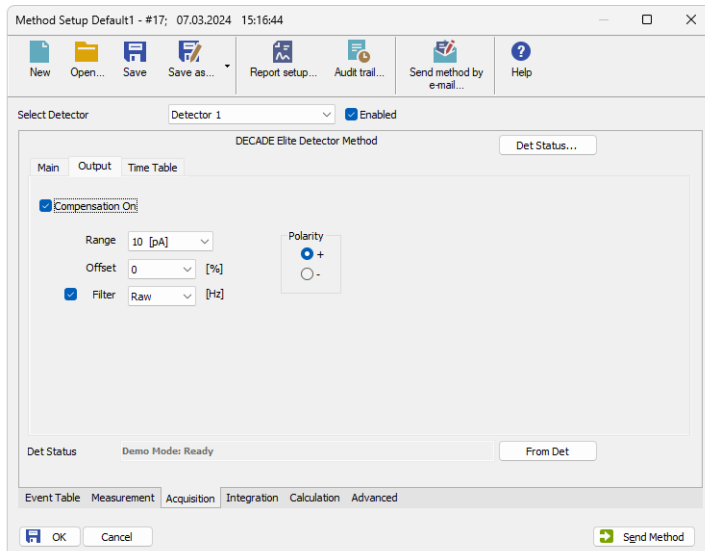 Method Setup Default1 - #17; 07.03.2024 15:16:44
New Open... Save Save as... Report setup... Audit trail... Send method by e-mail... Help
Select Detector Detector 1 Enabled
DECADE Elite Detector Method Det Status...
Main Output Time Table
Compensation On
Range 10 [pA] Polarity
+
Offset 0 [%]
-
Filter Raw [Hz]
Det Status Demo Mode: Ready From Det
Event Table Measurement Acquisition Integration Calculation Advanced
OK Cancel Send Method